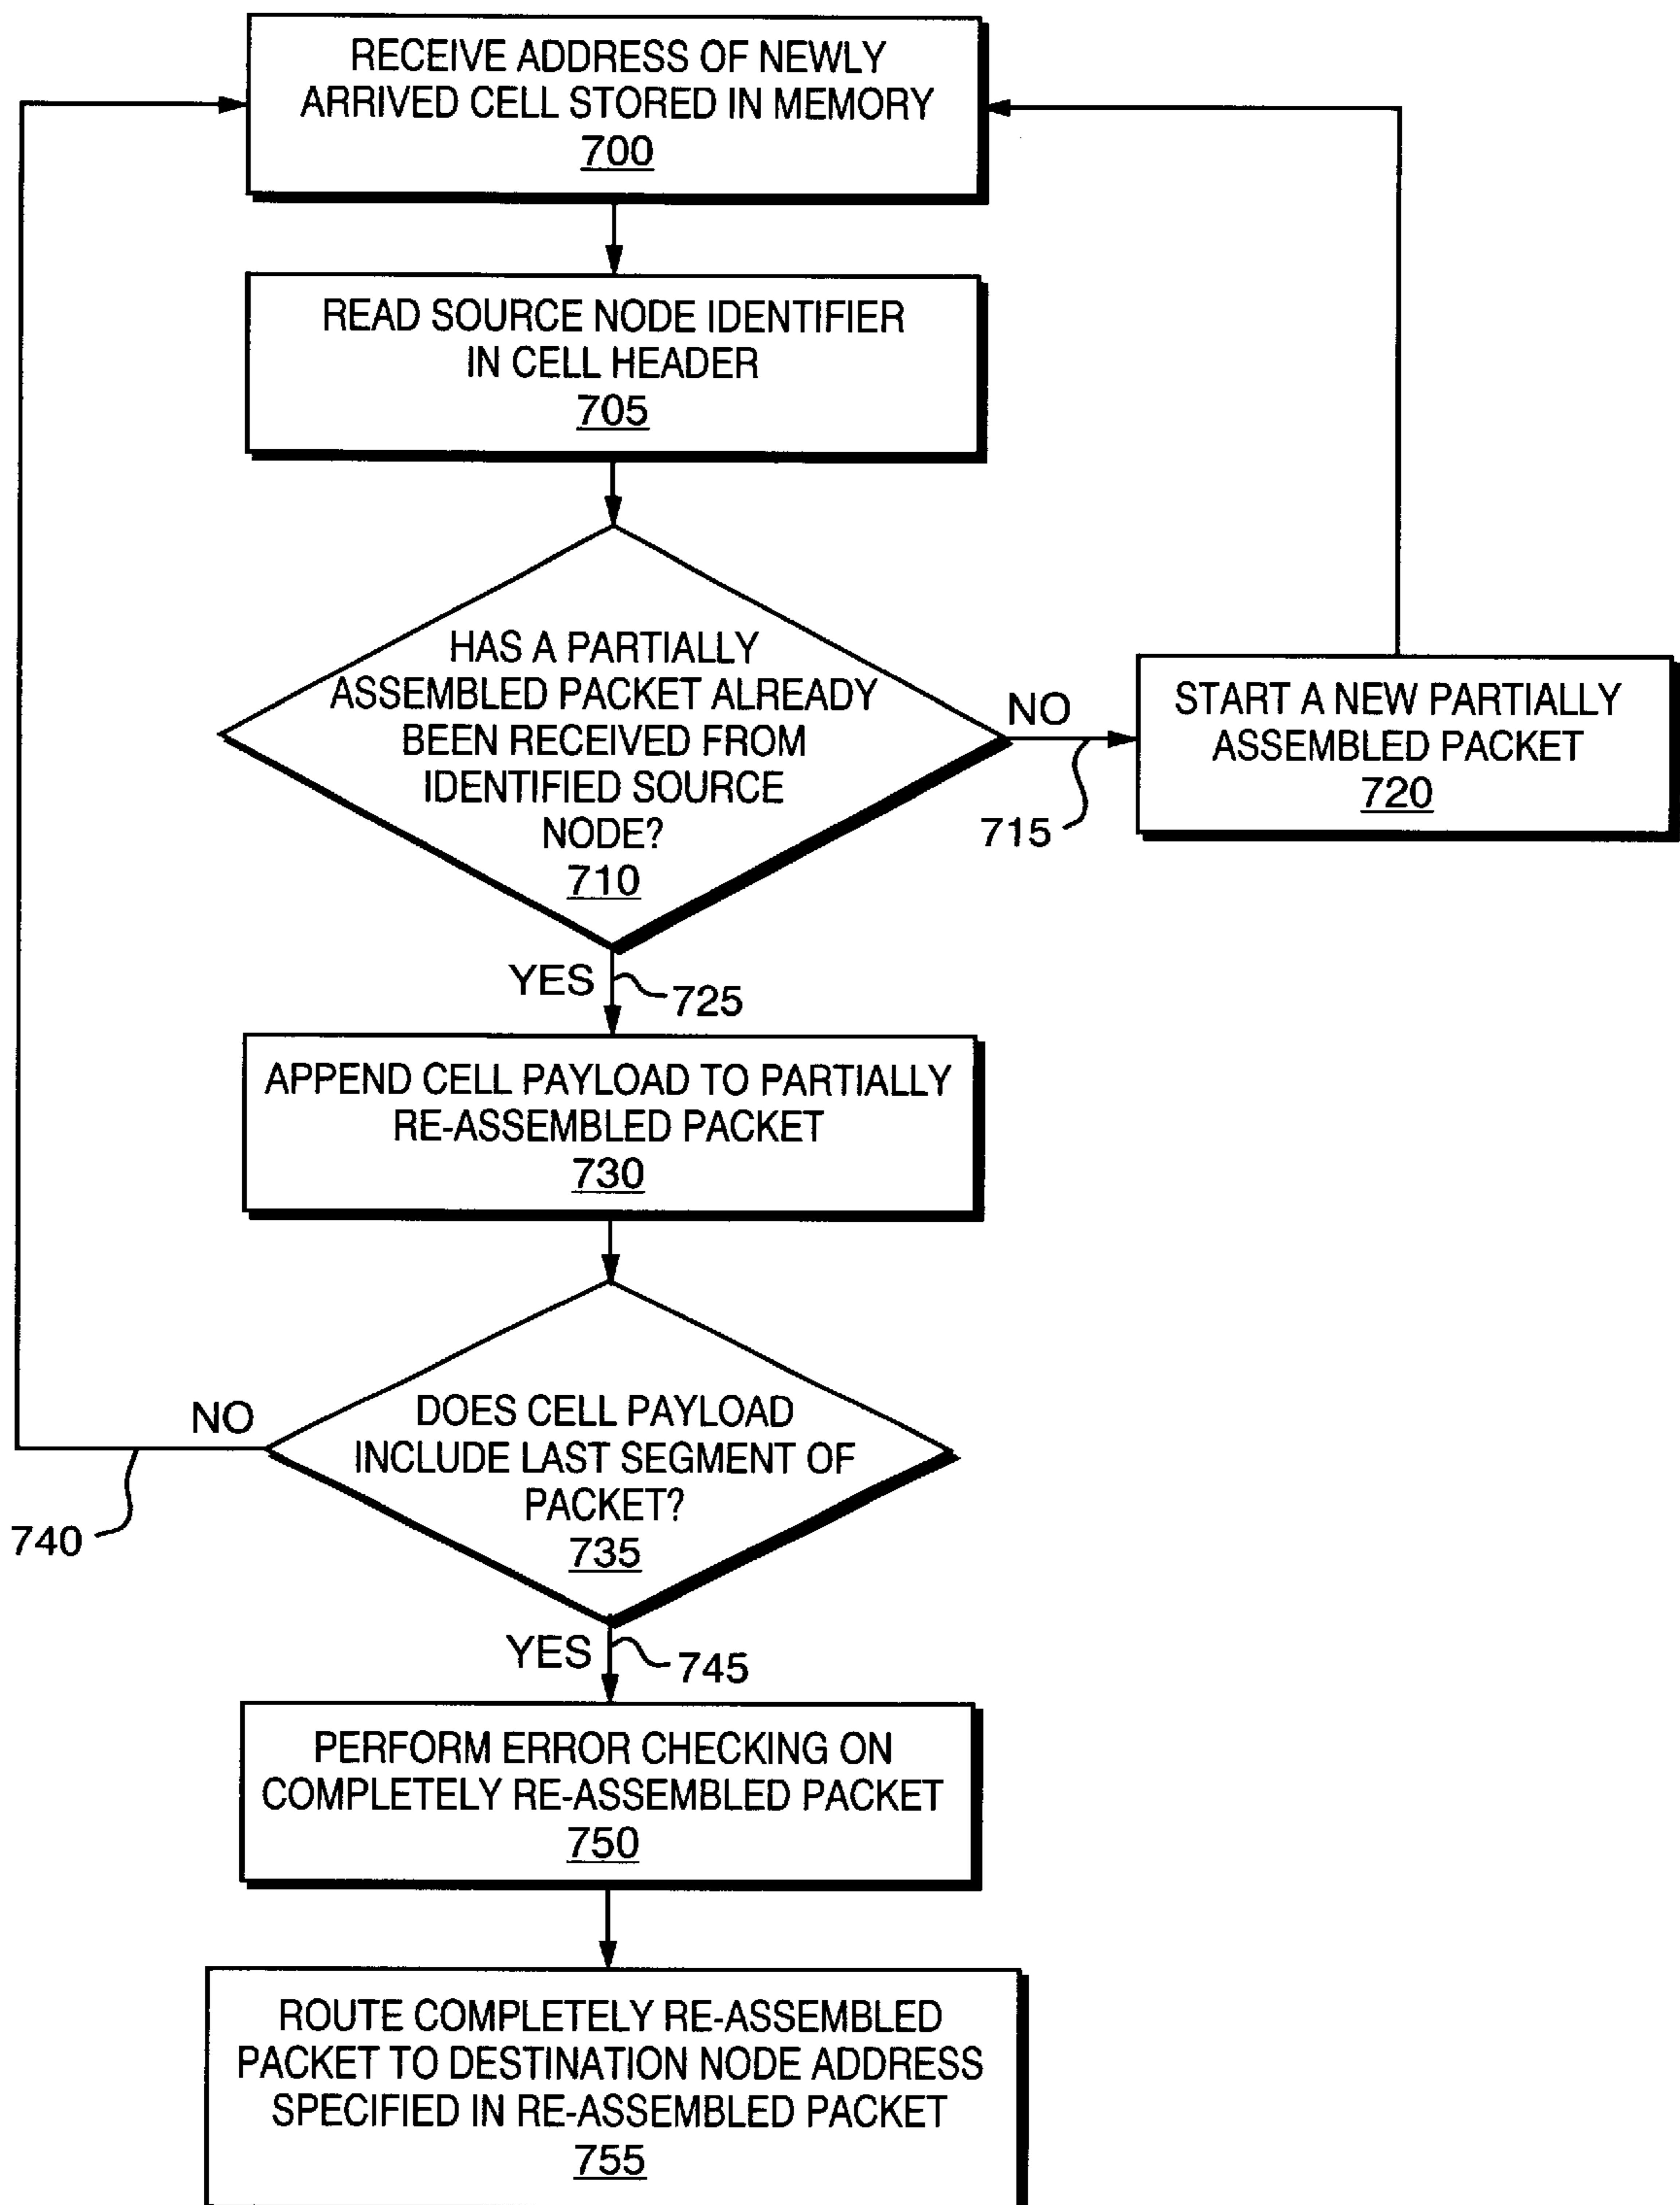 RECEIVE ADDRESS OF NEWLY
ARRIVED CELL STORED IN MEMORY
700
READ SOURCE NODE IDENTIFIER
IN CELL HEADER
705
HAS A PARTIALLY
ASSEMBLED PACKET ALREADY
BEEN RECEIVED FROM
IDENTIFIED SOURCE
NODE?
710
NO
715
START A NEW PARTIALLY
ASSEMBLED PACKET
720
YES
725
APPEND CELL PAYLOAD TO PARTIALLY
RE-ASSEMBLED PACKET
730
DOES CELL PAYLOAD
INCLUDE LAST SEGMENT OF
PACKET?
735
NO
740
YES
745
PERFORM ERROR CHECKING ON
COMPLETELY RE-ASSEMBLED PACKET
750
ROUTE COMPLETELY RE-ASSEMBLED
PACKET TO DESTINATION NODE ADDRESS
SPECIFIED IN RE-ASSEMBLED PACKET
755